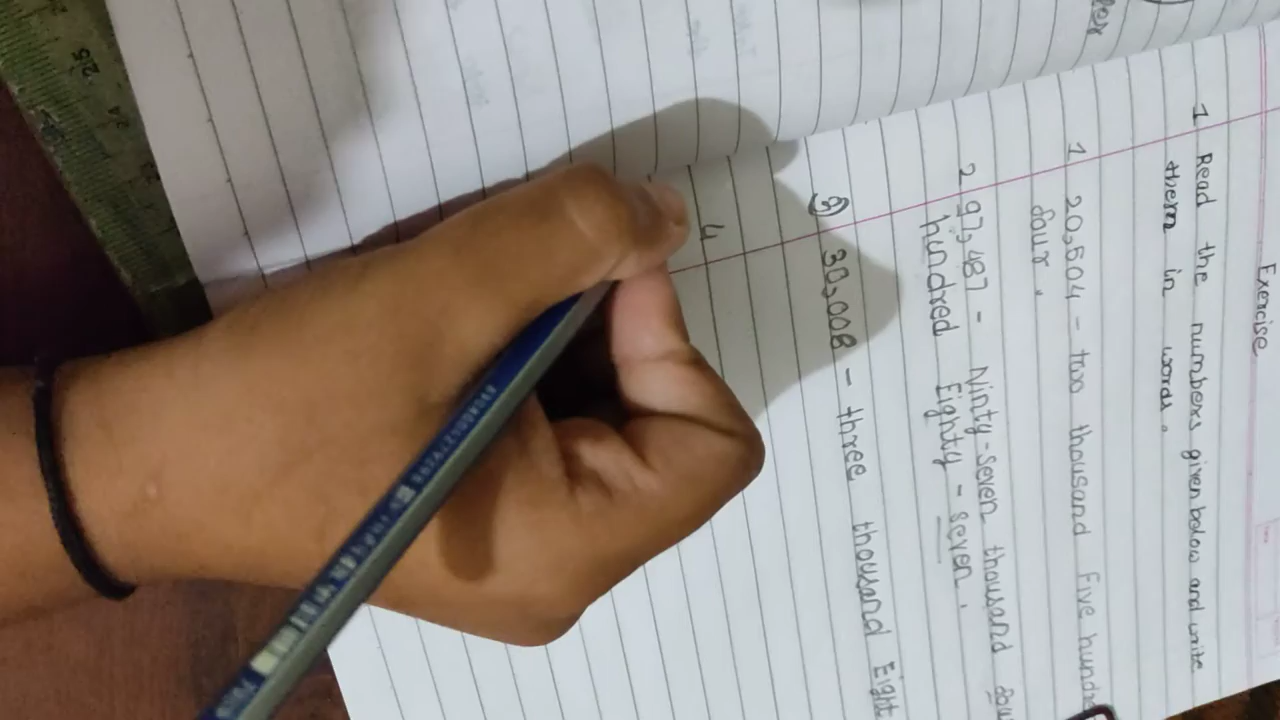 Exercise
1 Read the numbers given below and write
them in words.
1 20,504 - two thousand Five hundre
four.
2 97,487 - Ninty-seven thousand fou
hundred Eighty - seven.
3) 30,008 - three thousand Eight
4